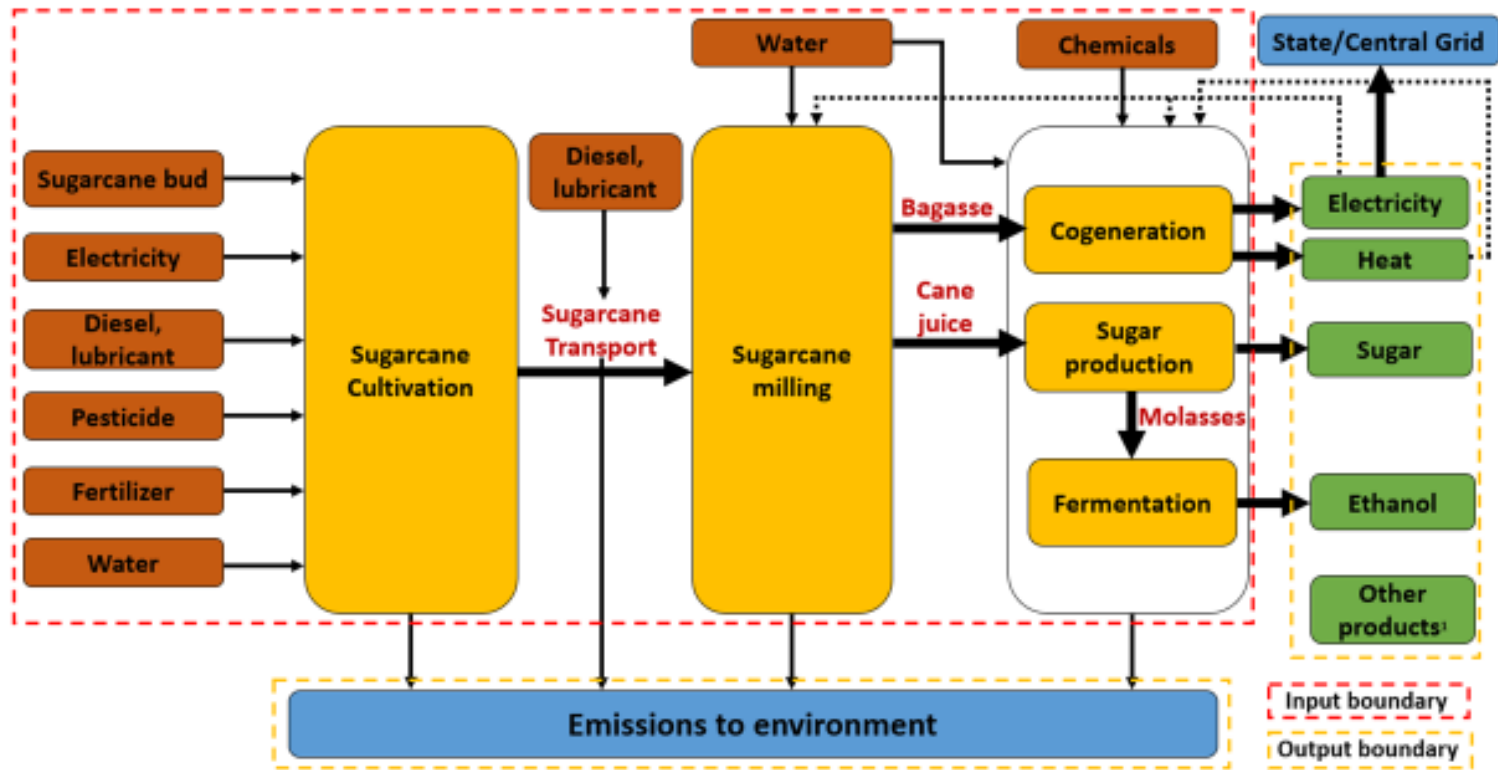 Water
Chemicals
State/Central Grid
Sugarcane bud
Electricity
Diesel,
lubricant
Pesticide
Fertilizer
Water
Sugarcane
Cultivation
Diesel,
lubricant
Sugarcane
Transport
Sugarcane
milling
Bagasse
Cane
juice
Cogeneration
Sugar
production
Molasses
Fermentation
Electricity
Heat
Sugar
Ethanol
Other
products¹
Emissions to environment
Input boundary
Output boundary